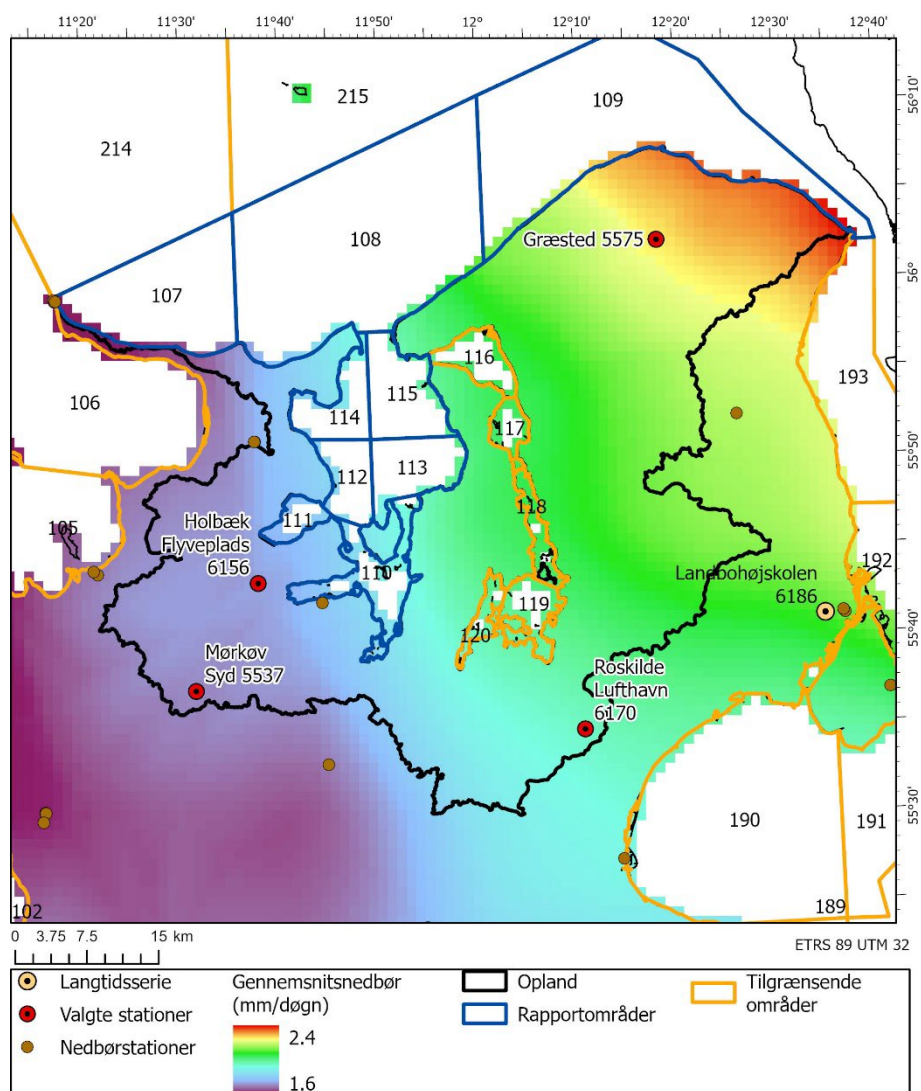 11°20' 11°30' 11°40' 11°50' 12° 12°10' 12°20' 12°30' 12°40'
56°10'
56°
55°50'
55°40'
55°30'
215
109
214
108
Græsted 5575
107
116
193
106
115
114
117
112
113
118
111
105
Holbæk
Flyveplads
6156
110
192
Landbohøjskolen
6186
119
120
Mørkøv
Syd 5537
Roskilde
Lufthavn
6170
190
191
102
189
0 3.75 7.5 15 km
ETRS 89 UTM 32
Langtidsserie
Valgte stationer
Nedbørstationer
Gennemsnitsnedbør
(mm/døgn)
2.4
1.6
Opland
Rapportområder
Tilgrænsende
områder